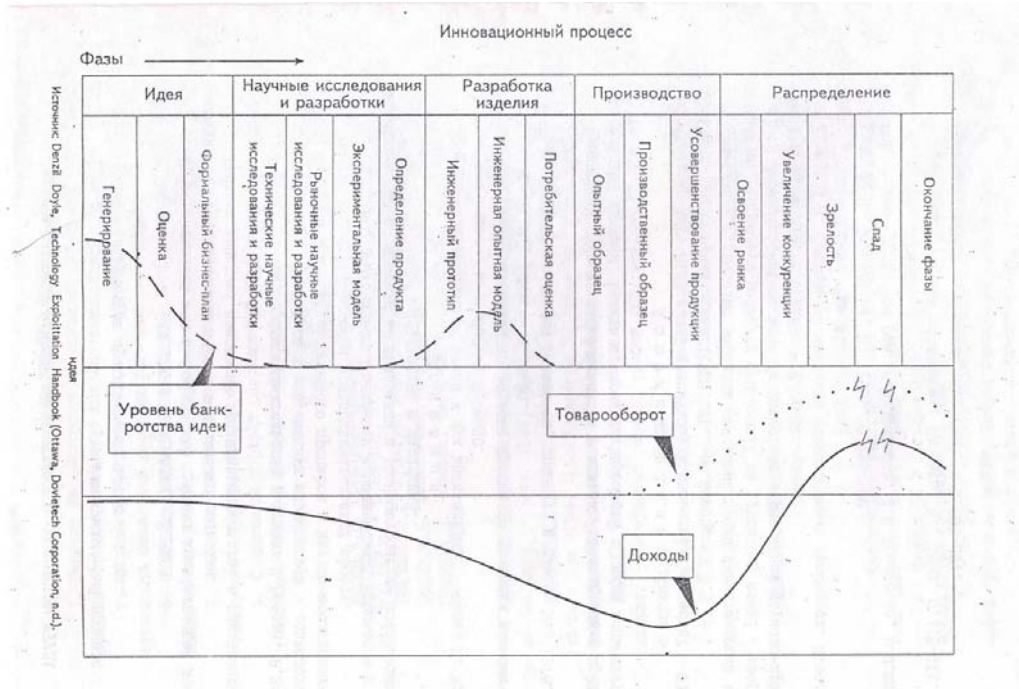 Инновационный процесс
Фазы
Идея
Научные исследования
и разработки
Разработка
изделия
Производство
Распределение
Генерирование
Оценка
Формальный бизнес-план
Технические научные
исследования и разработки
Рыночные научные
исследования и разработки
Экспериментальная модель
Определение продукта
Инженерный прототип
Инженерная опытная модель
Потребительская оценка
Опытный образец
Производственный образец
Усовершенствование продукции
Освоение рынка
Увеличение конкуренции
Зрелость
Спад
Окончание фазы
идея
Уровень банк-
ротства идеи
Товарооборот
Доходы
Источник: Denzil Doyle, Technology Exploittation Handbook (Ottawa, Dovietech Corporation, n.d.).